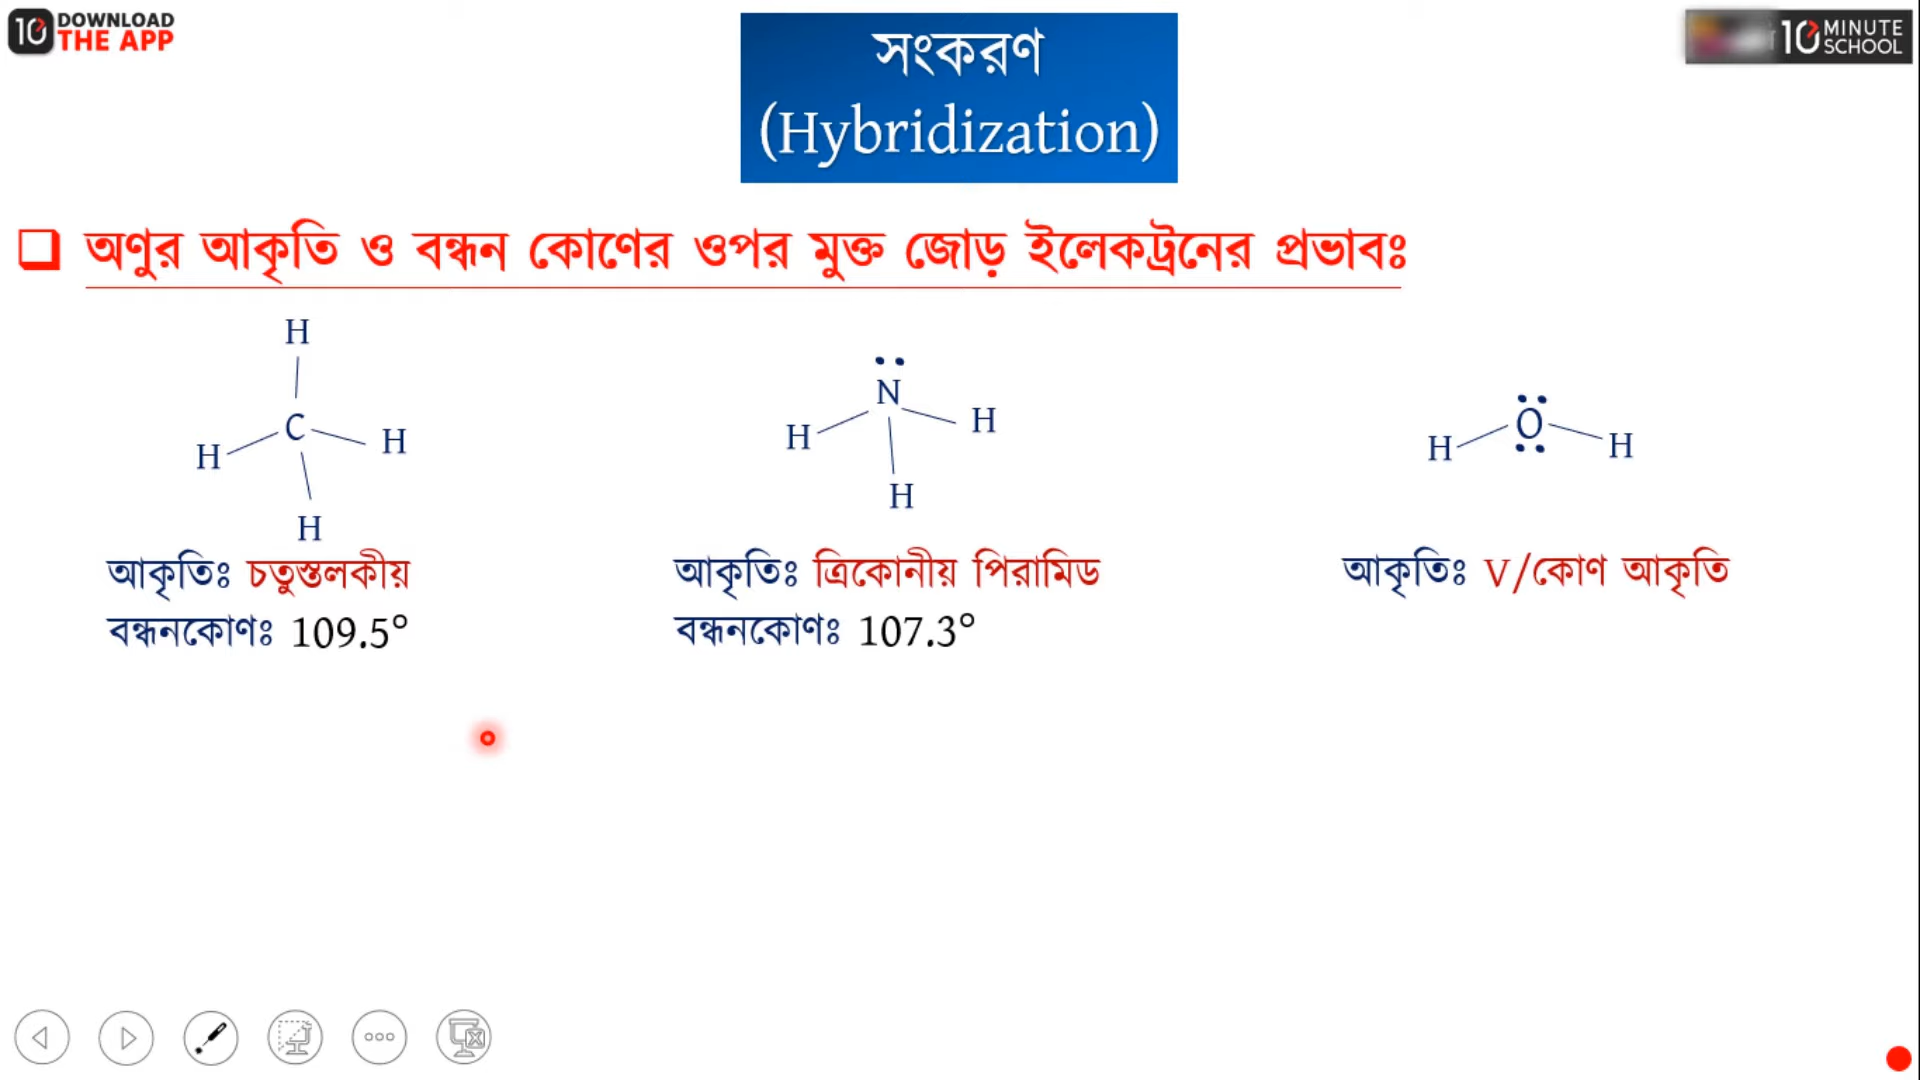 10 DOWNLOAD THE APP
10 MINUTE SCHOOL
সংকরণ
(Hybridization)
অণুর আকৃতি ও বন্ধন কোণের ওপর মুক্ত জোড় ইলেকট্রনের প্রভাবঃ
H
C
H
H
H
N
H
H
H
O
H
H
আকৃতিঃ চতুস্তলকীয়
বন্ধনকোণঃ 109.5°
আকৃতিঃ ত্রিকোনীয় পিরামিড
বন্ধনকোণঃ 107.3°
আকৃতিঃ V/কোণ আকৃতি